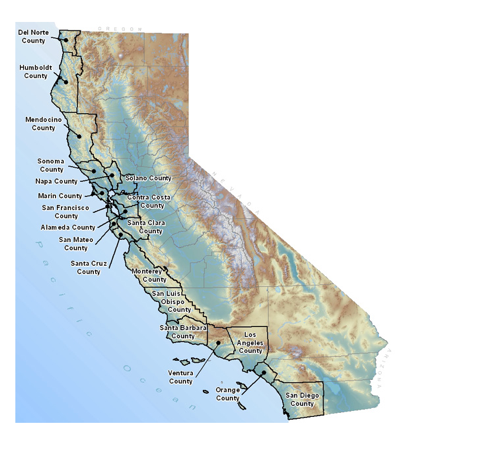 Del Norte
County
Humboldt
County
Mendocino
County
Sonoma
County
Napa County
Solano County
Marin County
Contra Costa
County
San Francisco
County
Alameda County
Santa Clara
County
San Mateo
County
Santa Cruz
County
Monterey
County
San Luis
Obispo
County
Santa Barbara
County
Los
Angeles
County
Ventura
County
Orange
County
San Diego
County
Pacific
Ocean